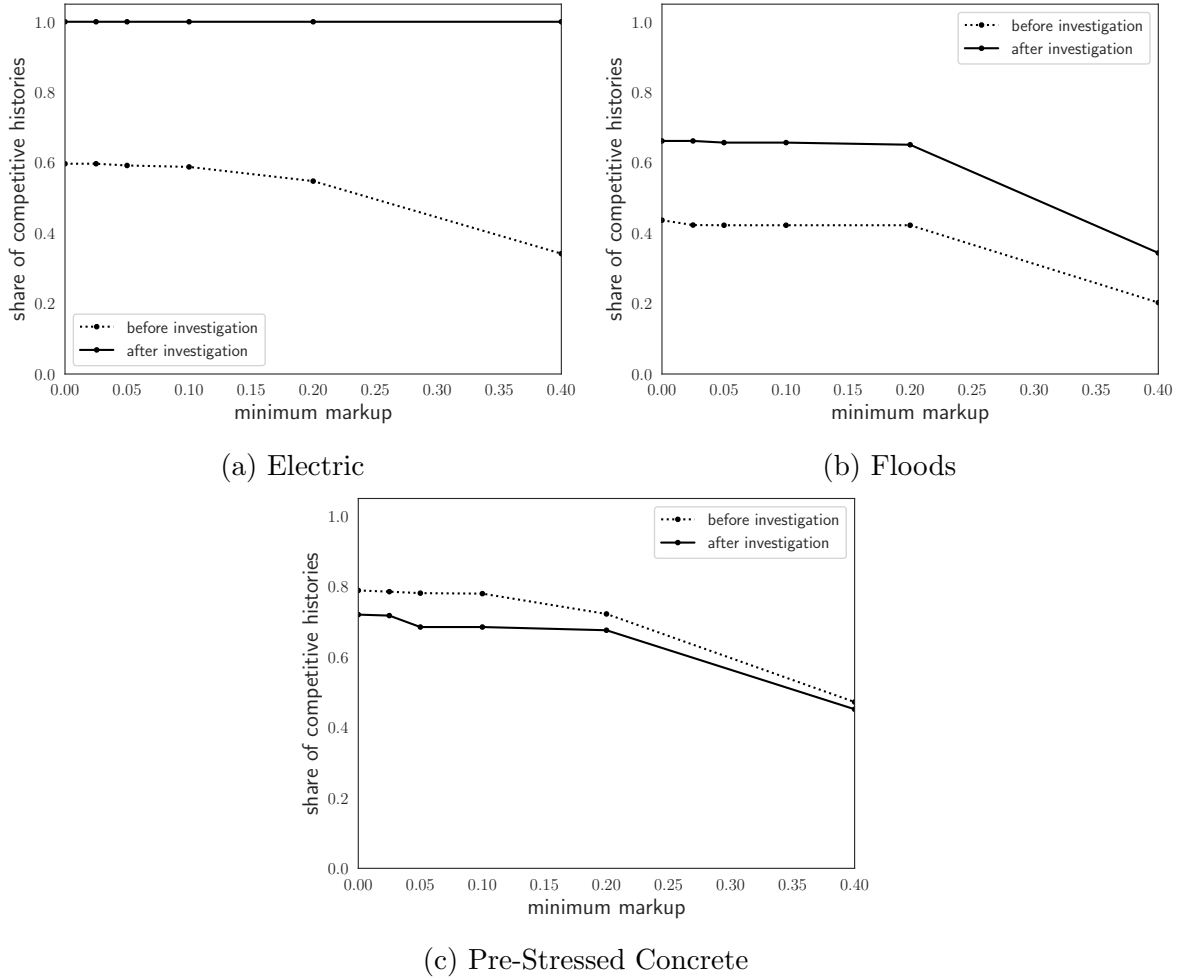 1.0
0.8
0.6
0.4
0.2
0.0
share of competitive histories
before investigation
after investigation
0.00 0.05 0.10 0.15 0.20 0.25 0.30 0.35 0.40
minimum markup
(a) Electric
1.0
0.8
0.6
0.4
0.2
0.0
share of competitive histories
before investigation
after investigation
0.00 0.05 0.10 0.15 0.20 0.25 0.30 0.35 0.40
minimum markup
(b) Floods
1.0
0.8
0.6
0.4
0.2
0.0
share of competitive histories
before investigation
after investigation
0.00 0.05 0.10 0.15 0.20 0.25 0.30 0.35 0.40
minimum markup
(c) Pre-Stressed Concrete